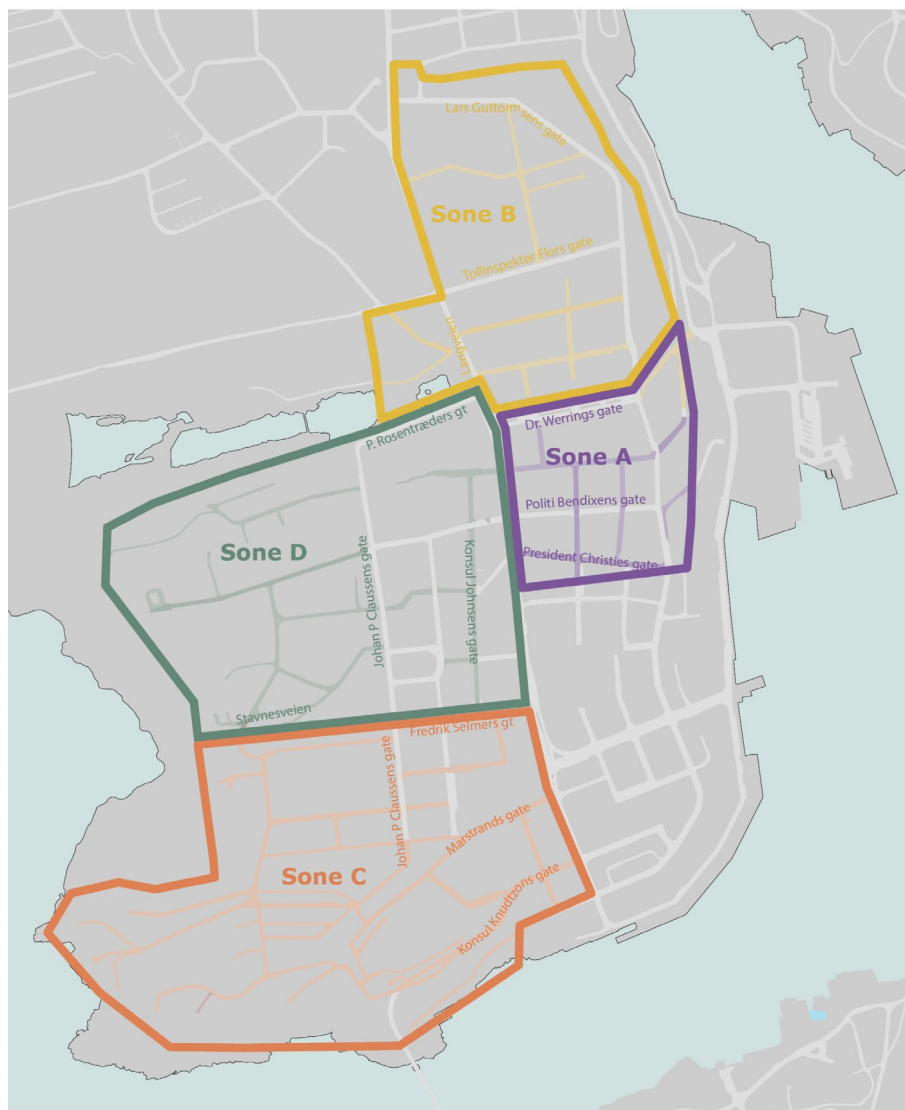 Lars Guttormsens gate
Sone B
Tollinspektør Flors gate
Langveien
P. Rosentræders gt
Dr. Werrings gate
Sone A
Politi Bendixens gate
President Christies gate
Sone D
Johan P Claussens gate
Konsul Johnsens gate
Stavnesveien
Fredrik Selmers gt
Johan P Claussens gate
Marstrands gate
Sone C
Konsul Knudtzons gate